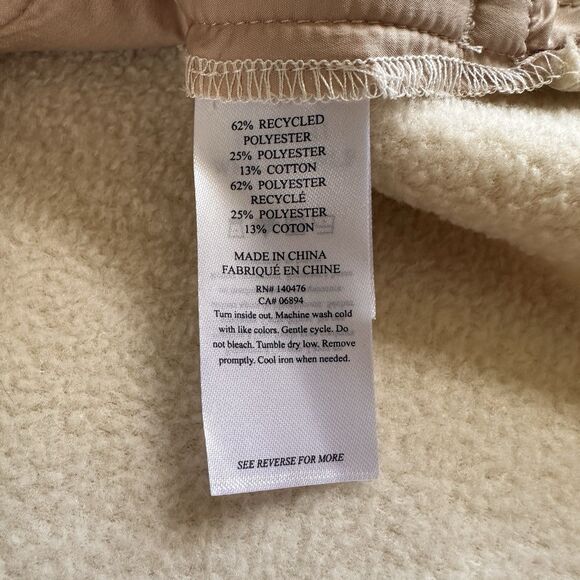 62% RECYCLED
POLYESTER
25% POLYESTER
13% COTTON
62% POLYESTER
RECYCLÉ
25% POLYESTER
13% COTON
MADE IN CHINA
FABRIQUÉ EN CHINE
RN# 140476
CA# 06894
Turn inside out. Machine wash cold
with like colors. Gentle cycle. Do
not bleach. Tumble dry low. Remove
promptly. Cool iron when needed.
SEE REVERSE FOR MORE